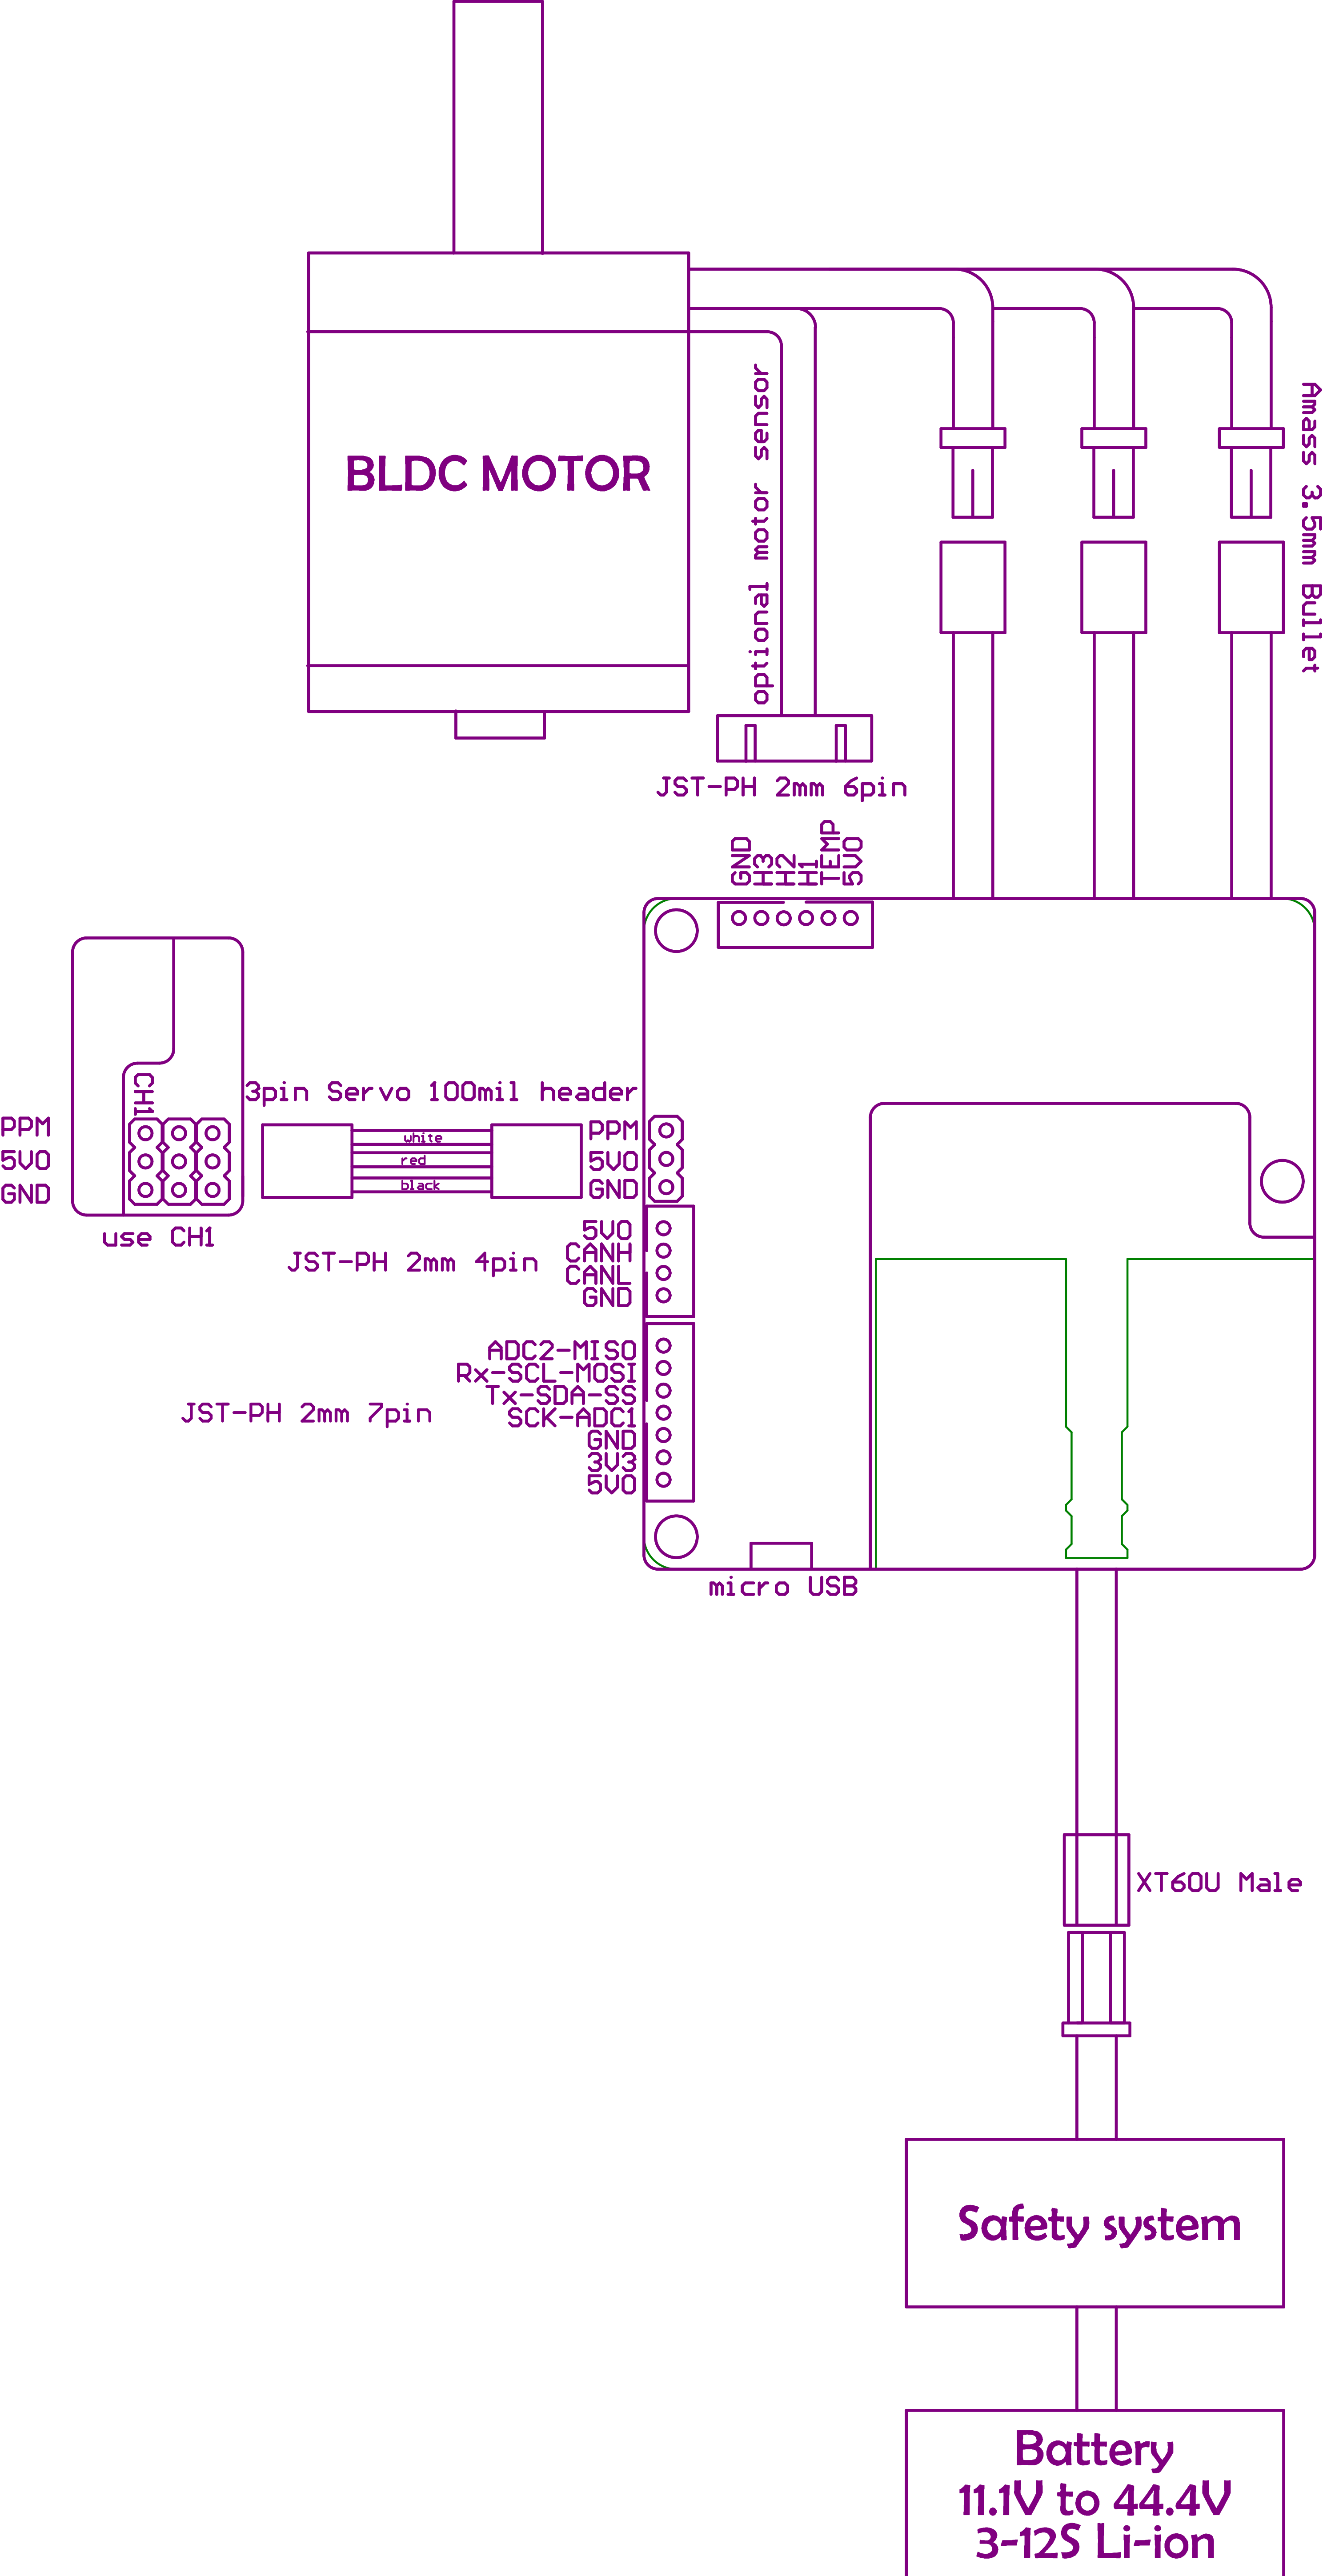 BLDC MOTOR
optional motor sensor
Amass 3.5mm Bullet
JST-PH 2mm 6pin
GND
H3
H2
H1
TEMP
5V0
CH1
3pin Servo 100mil header
PPM
5V0
GND
white
red
black
PPM
5V0
GND
use CH1
JST-PH 2mm 4pin
5V0
CANH
CANL
GND
JST-PH 2mm 7pin
ADC2-MISO
Rx-SCL-MOSI
Tx-SDA-SS
SCK-ADC1
GND
3V3
5V0
micro USB
XT60U Male
Safety system
Battery
11.1V to 44.4V
3-12S Li-ion